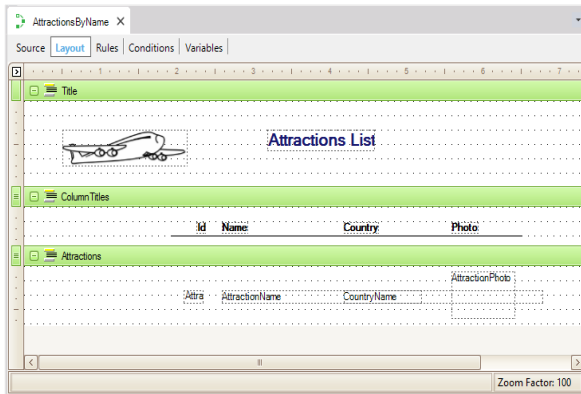 AttractionsByName X
Source Layout Rules Conditions Variables
1 2 3 4 5 6 7
Title
Attractions List
ColumnTitles
Id Name Country Photo
Attractions
AttractionPhoto
Attra AttractionName CountryName
Zoom Factor: 100